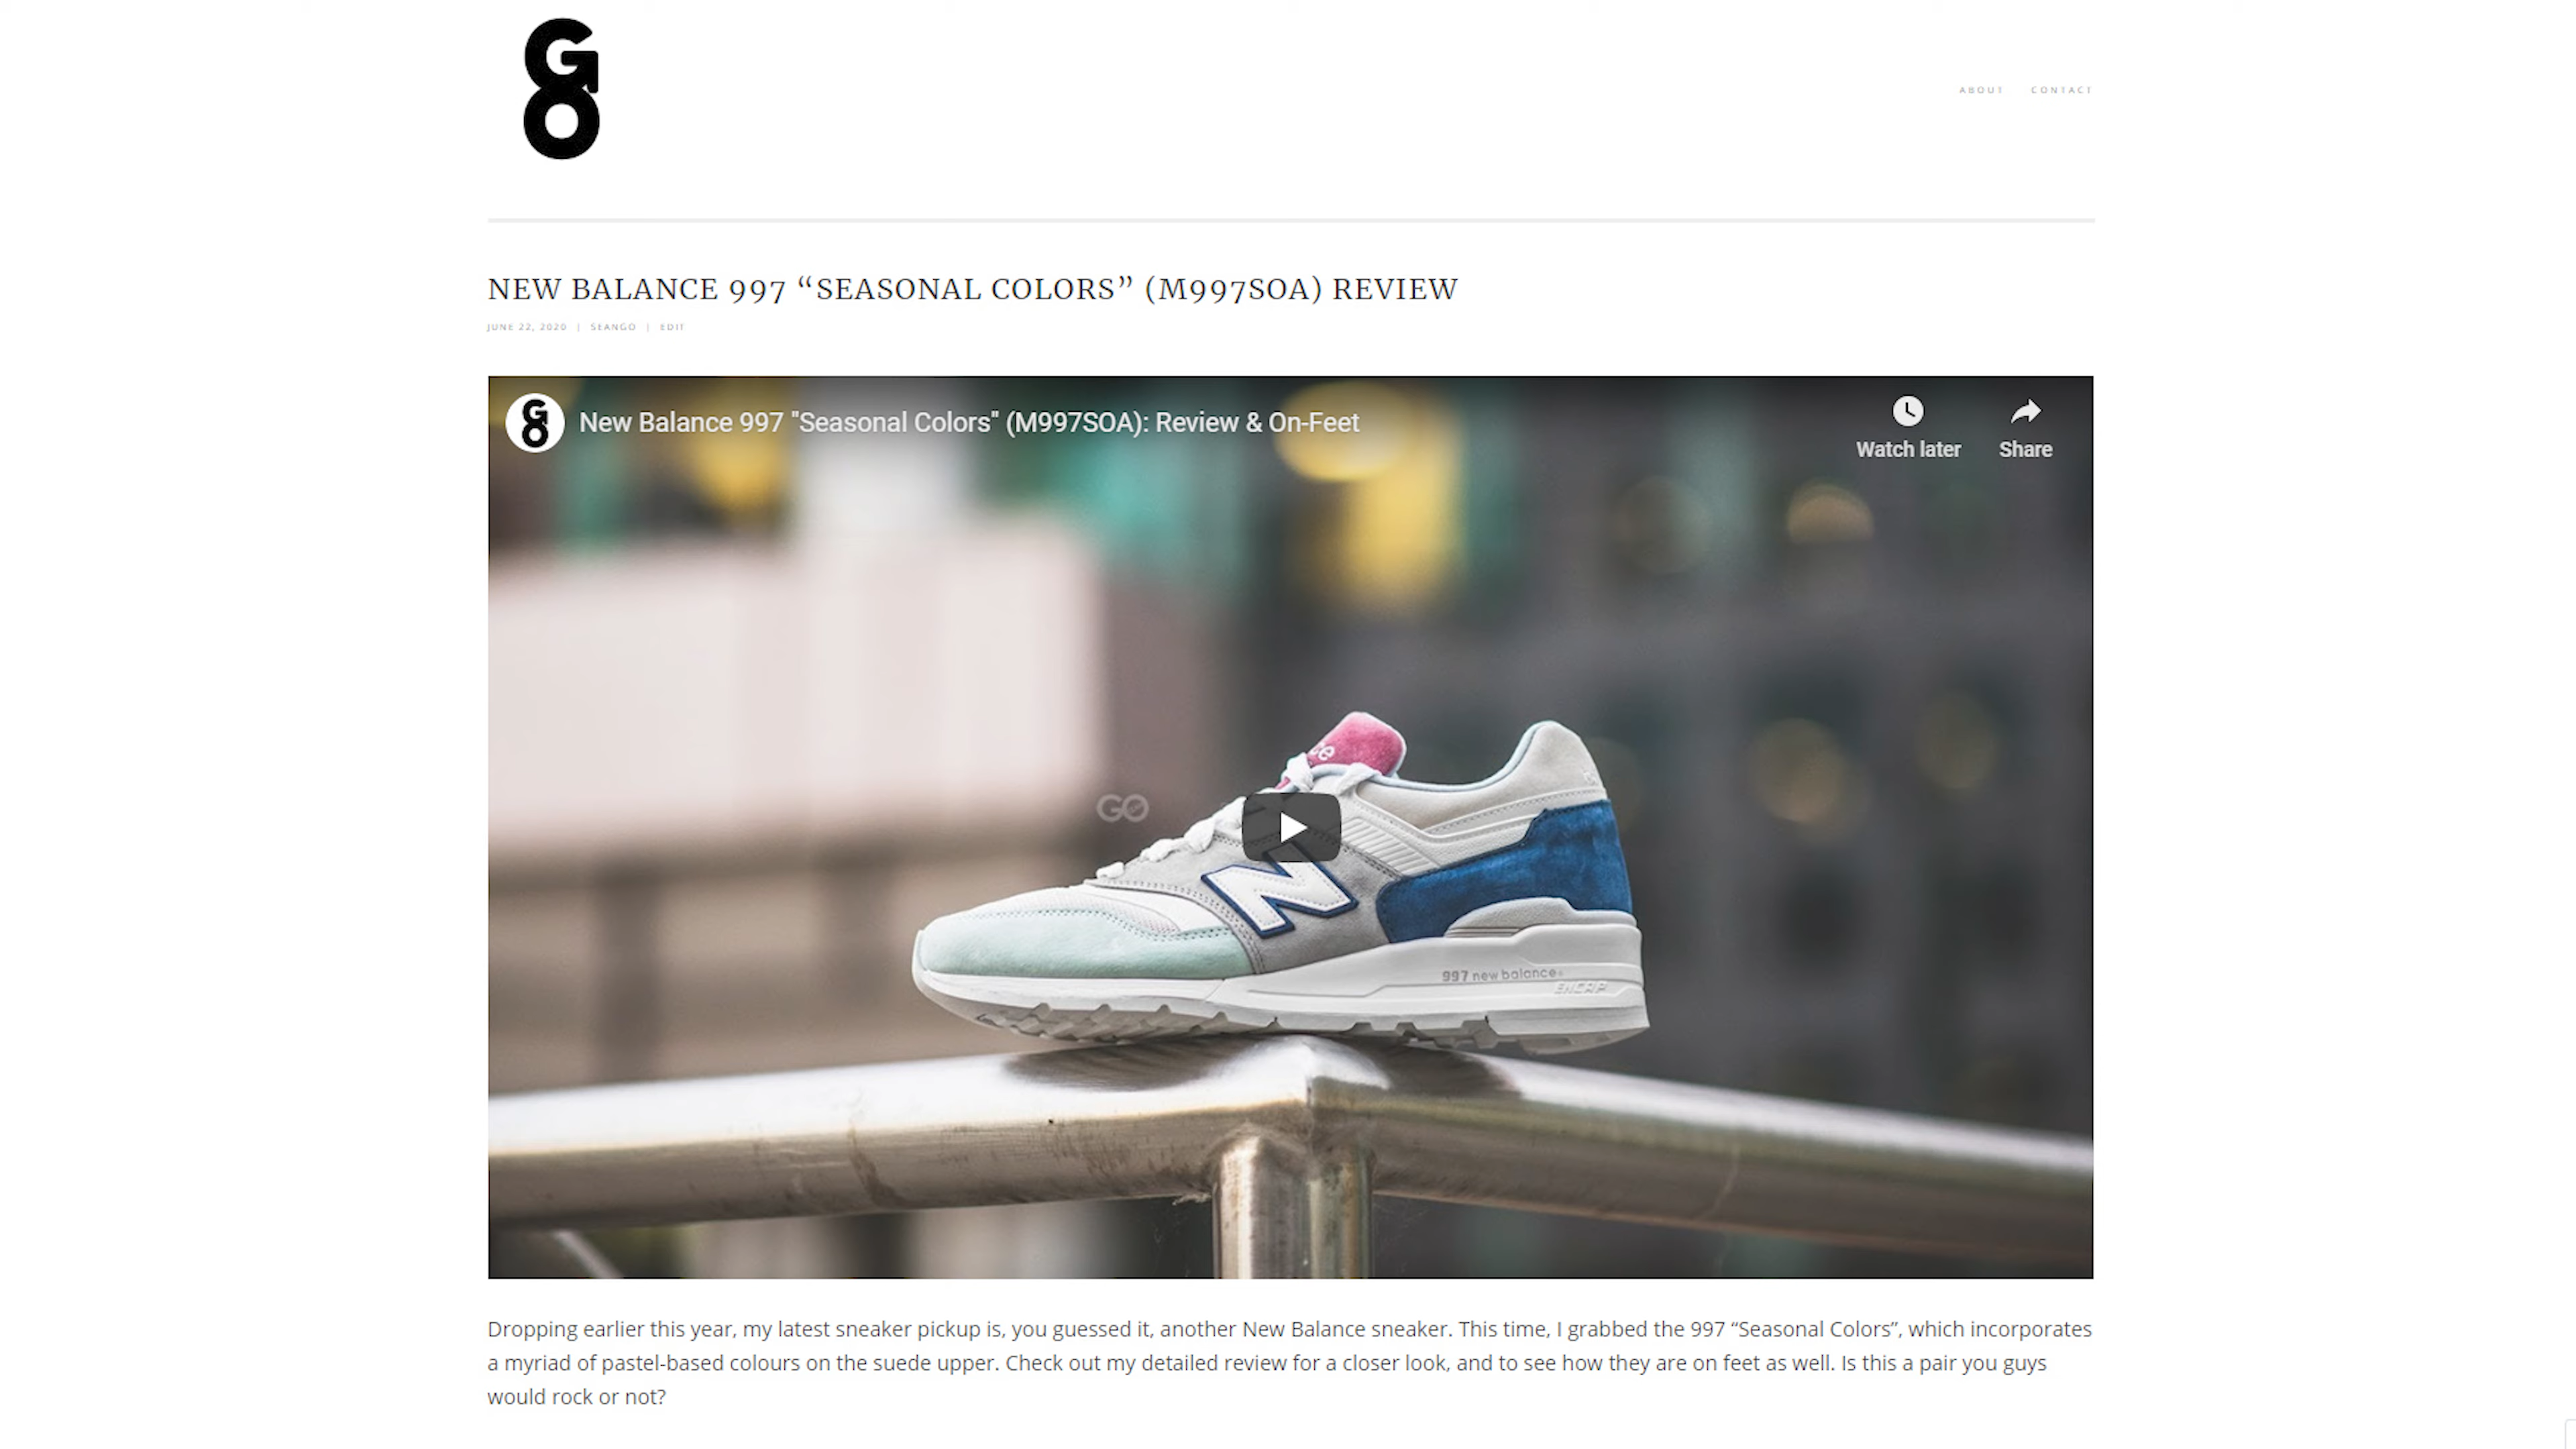 GO
ABOUT CONTACT
NEW BALANCE 997 “SEASONAL COLORS” (M997SOA) REVIEW
JUNE 22, 2020 | SEANGO | EDIT
GO
New Balance 997 "Seasonal Colors" (M997SOA): Review & On-Feet
Watch later
Share
ce
GO
N
997 new balance
ENCAP
Dropping earlier this year, my latest sneaker pickup is, you guessed it, another New Balance sneaker. This time, I grabbed the 997 “Seasonal Colors”, which incorporates
a myriad of pastel-based colours on the suede upper. Check out my detailed review for a closer look, and to see how they are on feet as well. Is this a pair you guys
would rock or not?